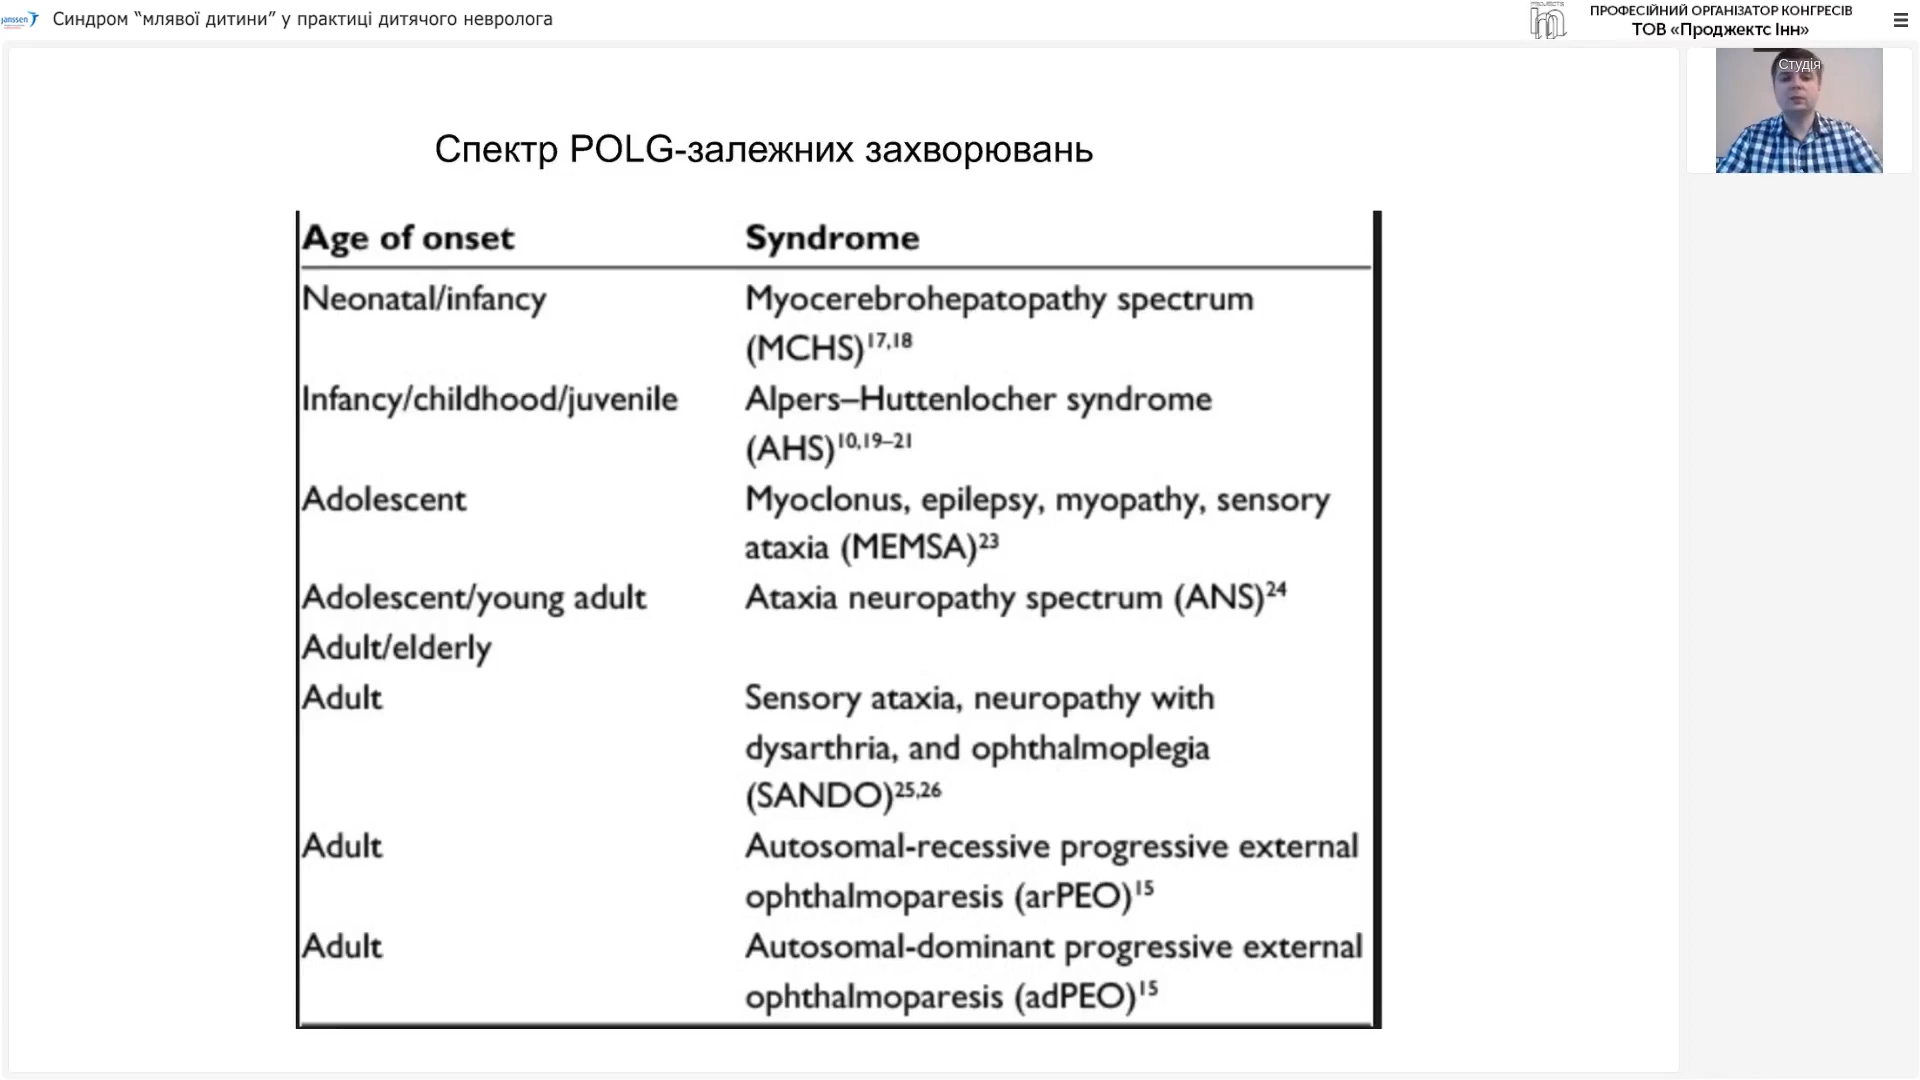 janssen
Синдром “млявої дитини” у практиці дитячого невролога
PROJECTS
ПРОФЕСІЙНИЙ ОРГАНІЗАТОР КОНГРЕСІВ
ТОВ «Проджектс Інн»
Студія
Спектр POLG-залежних захворювань
Age of onset Syndrome
Neonatal/infancy Myocerebrohepatopathy spectrum
(MCHS)17,18
Infancy/childhood/juvenile Alpers–Huttenlocher syndrome
(AHS)10,19–21
Adolescent Myoclonus, epilepsy, myopathy, sensory
ataxia (MEMSA)23
Adolescent/young adult Ataxia neuropathy spectrum (ANS)24
Adult/elderly
Adult Sensory ataxia, neuropathy with
dysarthria, and ophthalmoplegia
(SANDO)25,26
Adult Autosomal-recessive progressive external
ophthalmoparesis (arPEO)15
Adult Autosomal-dominant progressive external
ophthalmoparesis (adPEO)15